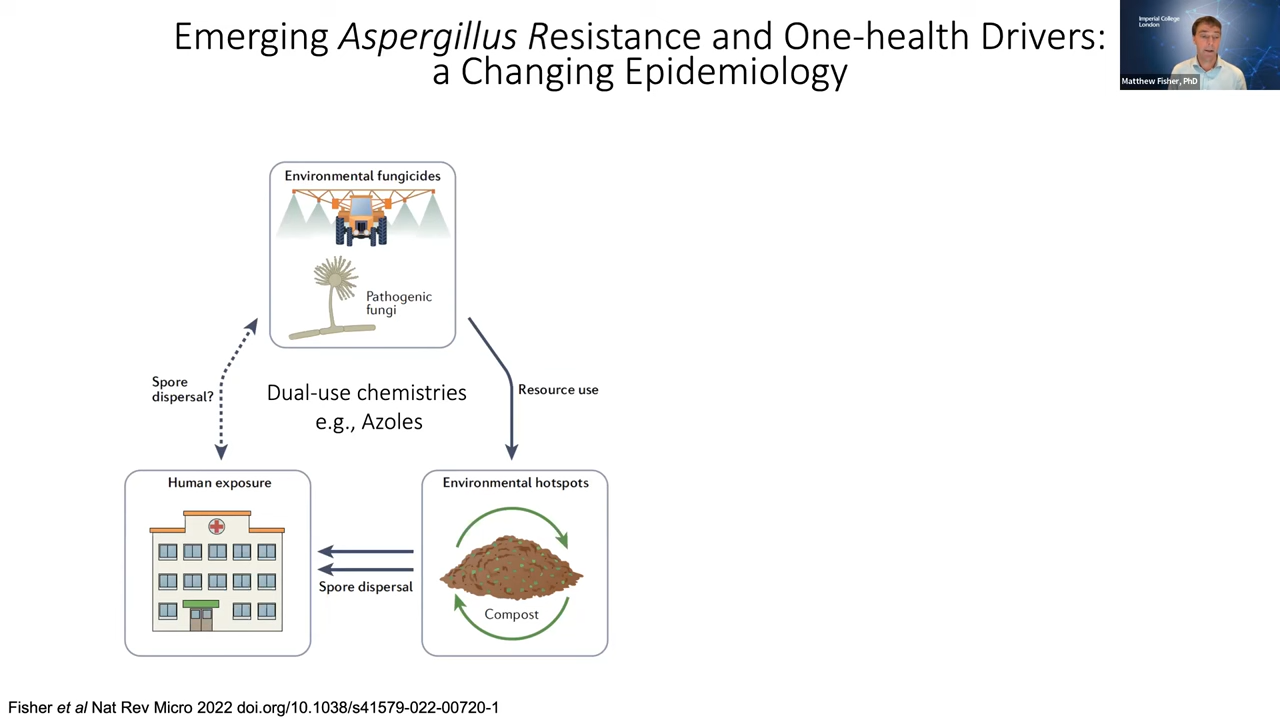 Emerging Aspergillus Resistance and One-health Drivers:
a Changing Epidemiology
Imperial College
London
Matthew Fisher, PhD
Environmental fungicides
Pathogenic
fungi
Spore
dispersal?
Dual-use chemistries
e.g., Azoles
Resource use
Human exposure
Environmental hotspots
Spore dispersal
Compost
Fisher et al Nat Rev Micro 2022 doi.org/10.1038/s41579-022-00720-1